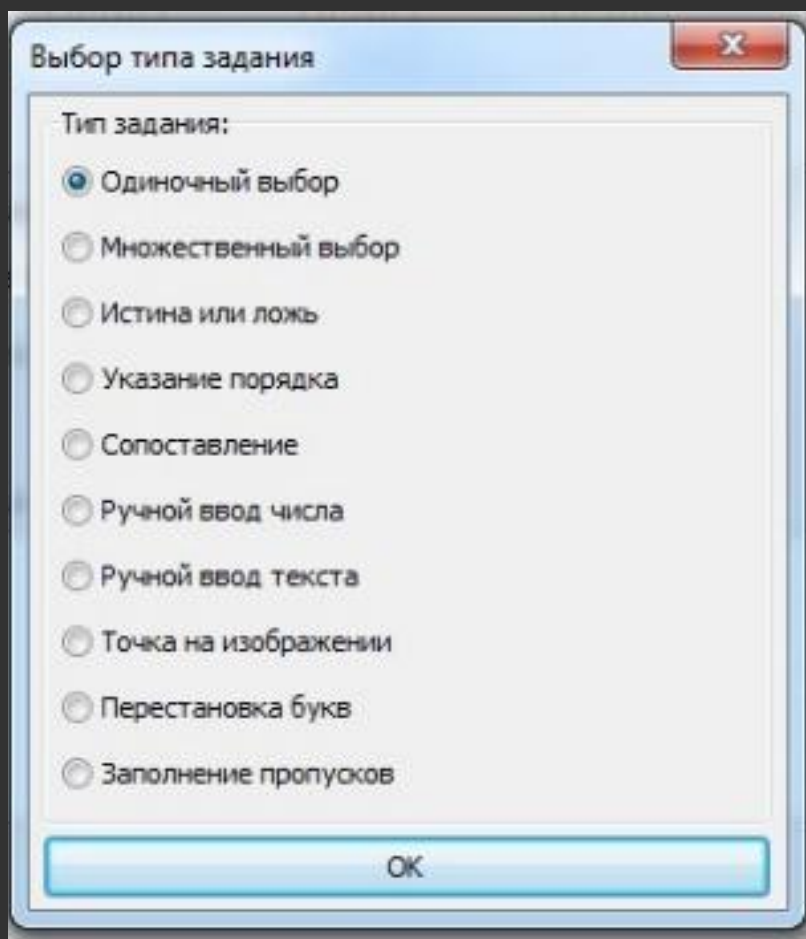 Выбор типа задания
Тип задания:
Одиночный выбор
Множественный выбор
Истина или ложь
Указание порядка
Сопоставление
Ручной ввод числа
Ручной ввод текста
Точка на изображении
Перестановка букв
Заполнение пропусков
ОК